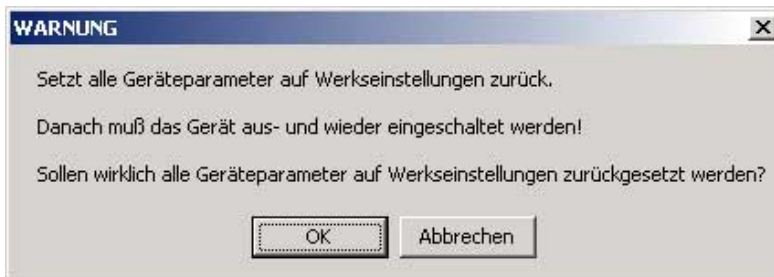 WARNUNG
Setzt alle Geräteparameter auf Werkseinstellungen zurück.
Danach muß das Gerät aus- und wieder eingeschaltet werden!
Sollen wirklich alle Geräteparameter auf Werkseinstellungen zurückgesetzt werden?
OK Abbrechen